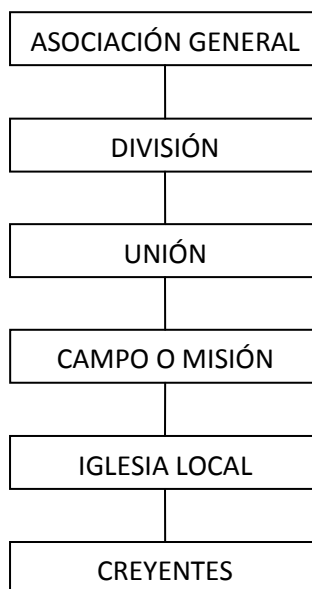 ASOCIACIÓN GENERAL
DIVISIÓN
UNIÓN
CAMPO O MISIÓN
IGLESIA LOCAL
CREYENTES